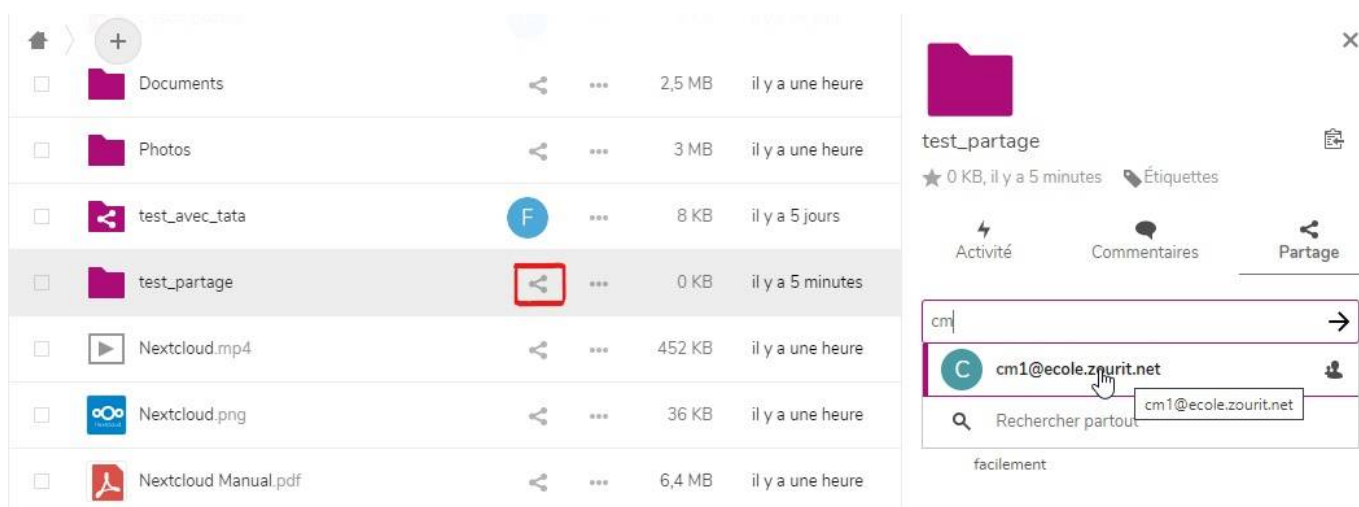 Documents 2,5 MB il y a une heure
Photos 3 MB il y a une heure
test_avec_tata F 8 KB il y a 5 jours
test_partage 0 KB il y a 5 minutes
Nextcloud.mp4 452 KB il y a une heure
Nextcloud.png 36 KB il y a une heure
Nextcloud Manual.pdf 6,4 MB il y a une heure
test_partage
0 KB, il y a 5 minutes Étiquettes
Activité Commentaires Partage
cm
C cm1@ecole.zourit.net
cm1@ecole.zourit.net
Rechercher partout
facilement